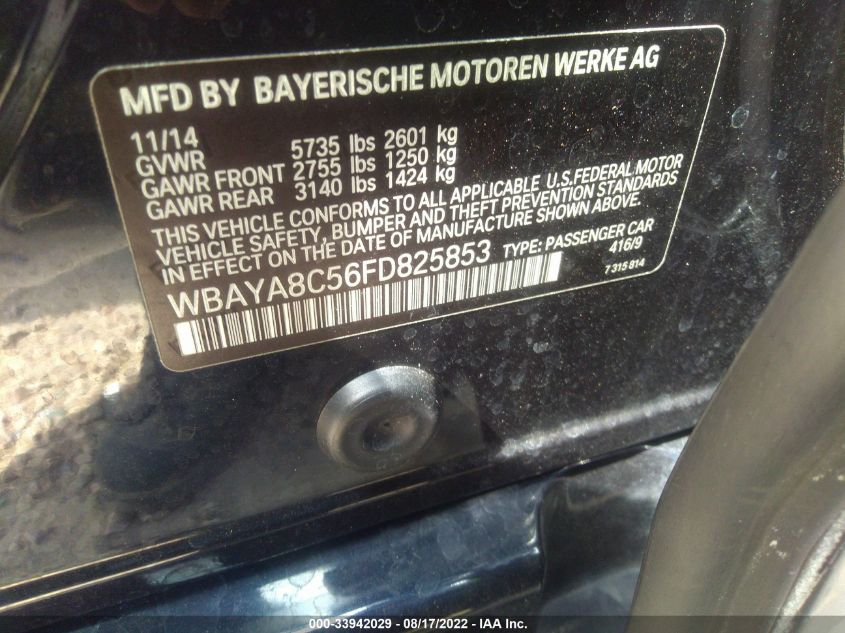 MFD BY BAYERISCHE MOTOREN WERKE AG
11/14
GVWR 5735 lbs 2601 kg
GAWR FRONT 2755 lbs 1250 kg
GAWR REAR 3140 lbs 1424 kg
THIS VEHICLE CONFORMS TO ALL APPLICABLE U.S.FEDERAL MOTOR
VEHICLE SAFETY, BUMPER AND THEFT PREVENTION STANDARDS
IN EFFECT ON THE DATE OF MANUFACTURE SHOWN ABOVE.
WBAYA8C56FD825853 TYPE: PASSENGER CAR
416/9
7 315 814
000-33942029 - 08/17/2022 - IAA Inc.